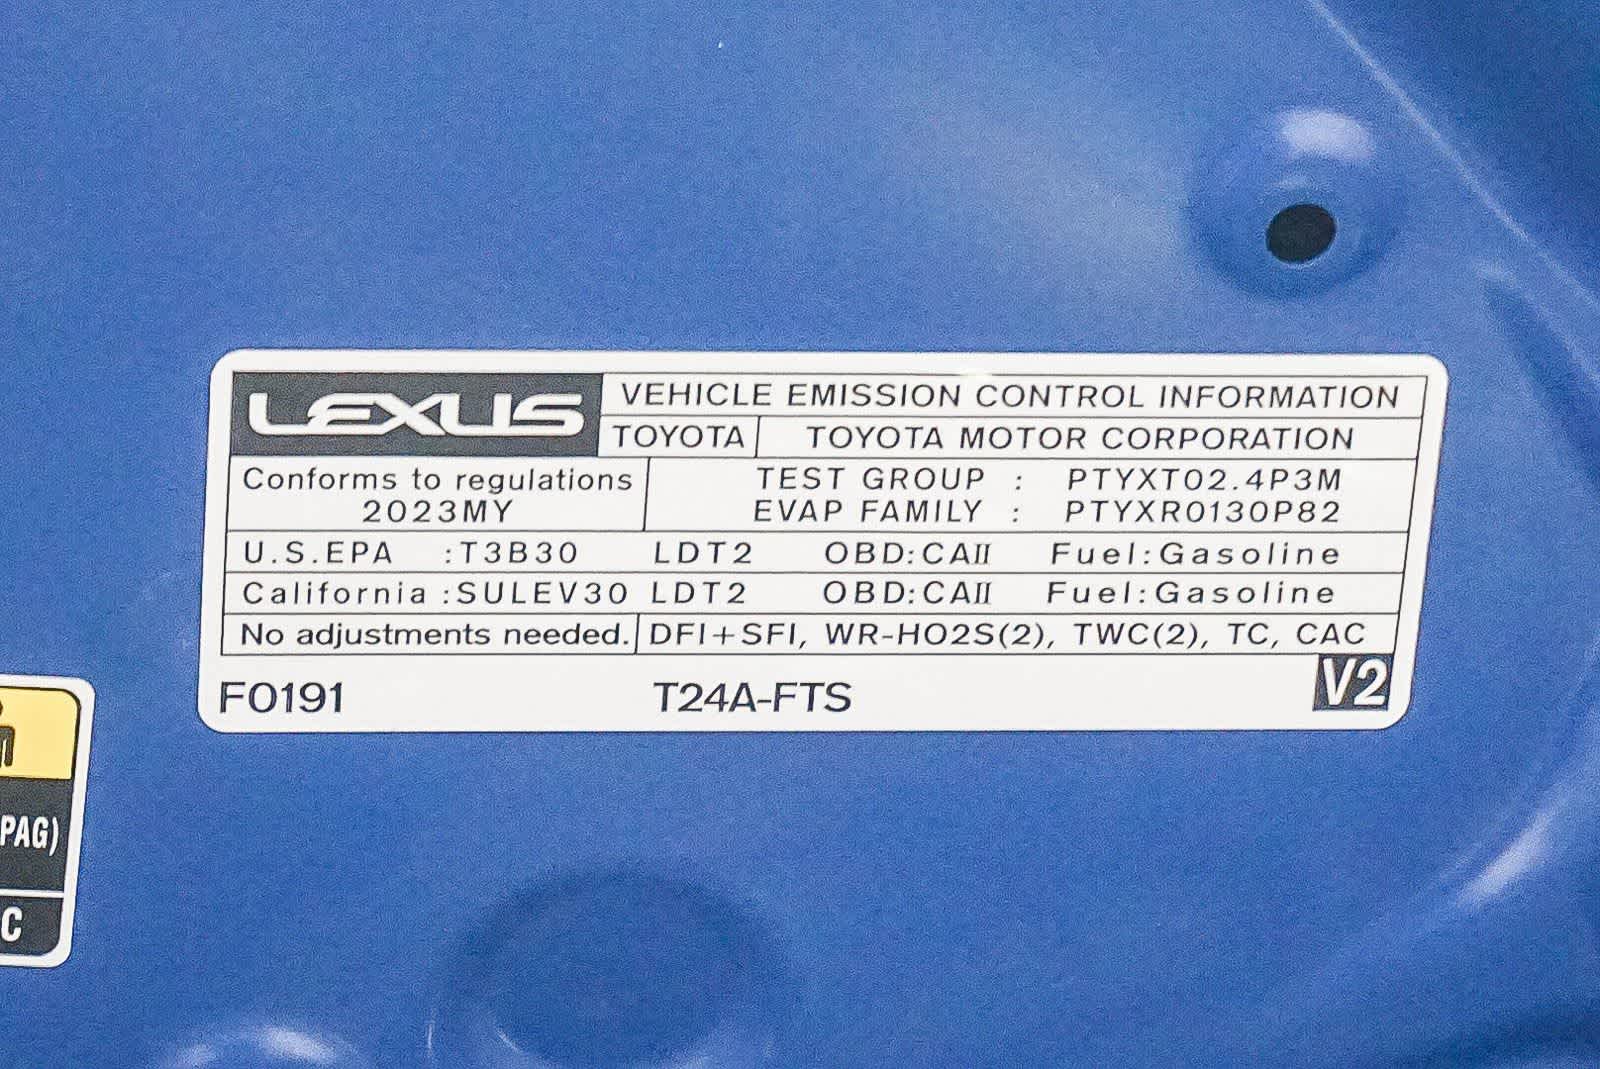 LEXUS VEHICLE EMISSION CONTROL INFORMATION
TOYOTA TOYOTA MOTOR CORPORATION
Conforms to regulations TEST GROUP : PTYXT02.4P3M
2023MY EVAP FAMILY : PTYXR0130P82
U.S.EPA :T3B30 LDT2 OBD:CAII Fuel:Gasoline
California :SULEV30 LDT2 OBD:CAII Fuel:Gasoline
No adjustments needed. DFI+SFI, WR-HO2S(2), TWC(2), TC, CAC
F0191 T24A-FTS V2
PAG)
C